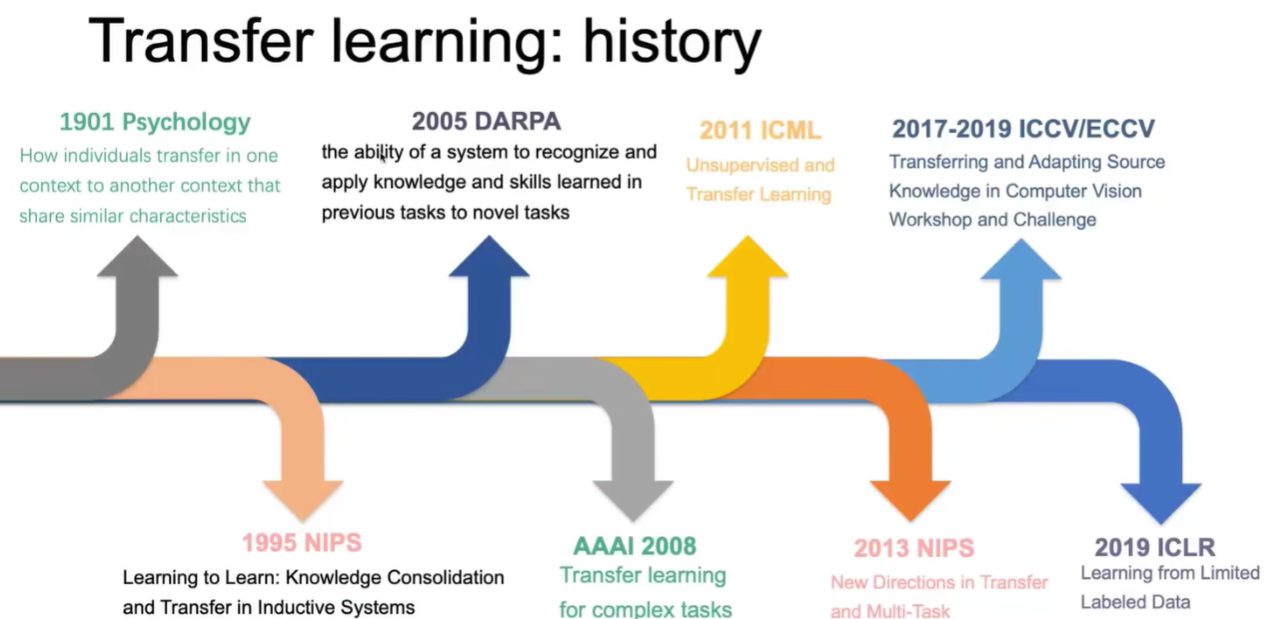 Transfer learning: history
1901 Psychology
How individuals transfer in one
context to another context that
share similar characteristics
2005 DARPA
the ability of a system to recognize and
apply knowledge and skills learned in
previous tasks to novel tasks
2011 ICML
Unsupervised and
Transfer Learning
2017-2019 ICCV/ECCV
Transferring and Adapting Source
Knowledge in Computer Vision
Workshop and Challenge
1995 NIPS
Learning to Learn: Knowledge Consolidation
and Transfer in Inductive Systems
AAAI 2008
Transfer learning
for complex tasks
2013 NIPS
New Directions in Transfer
and Multi-Task
2019 ICLR
Learning from Limited
Labeled Data